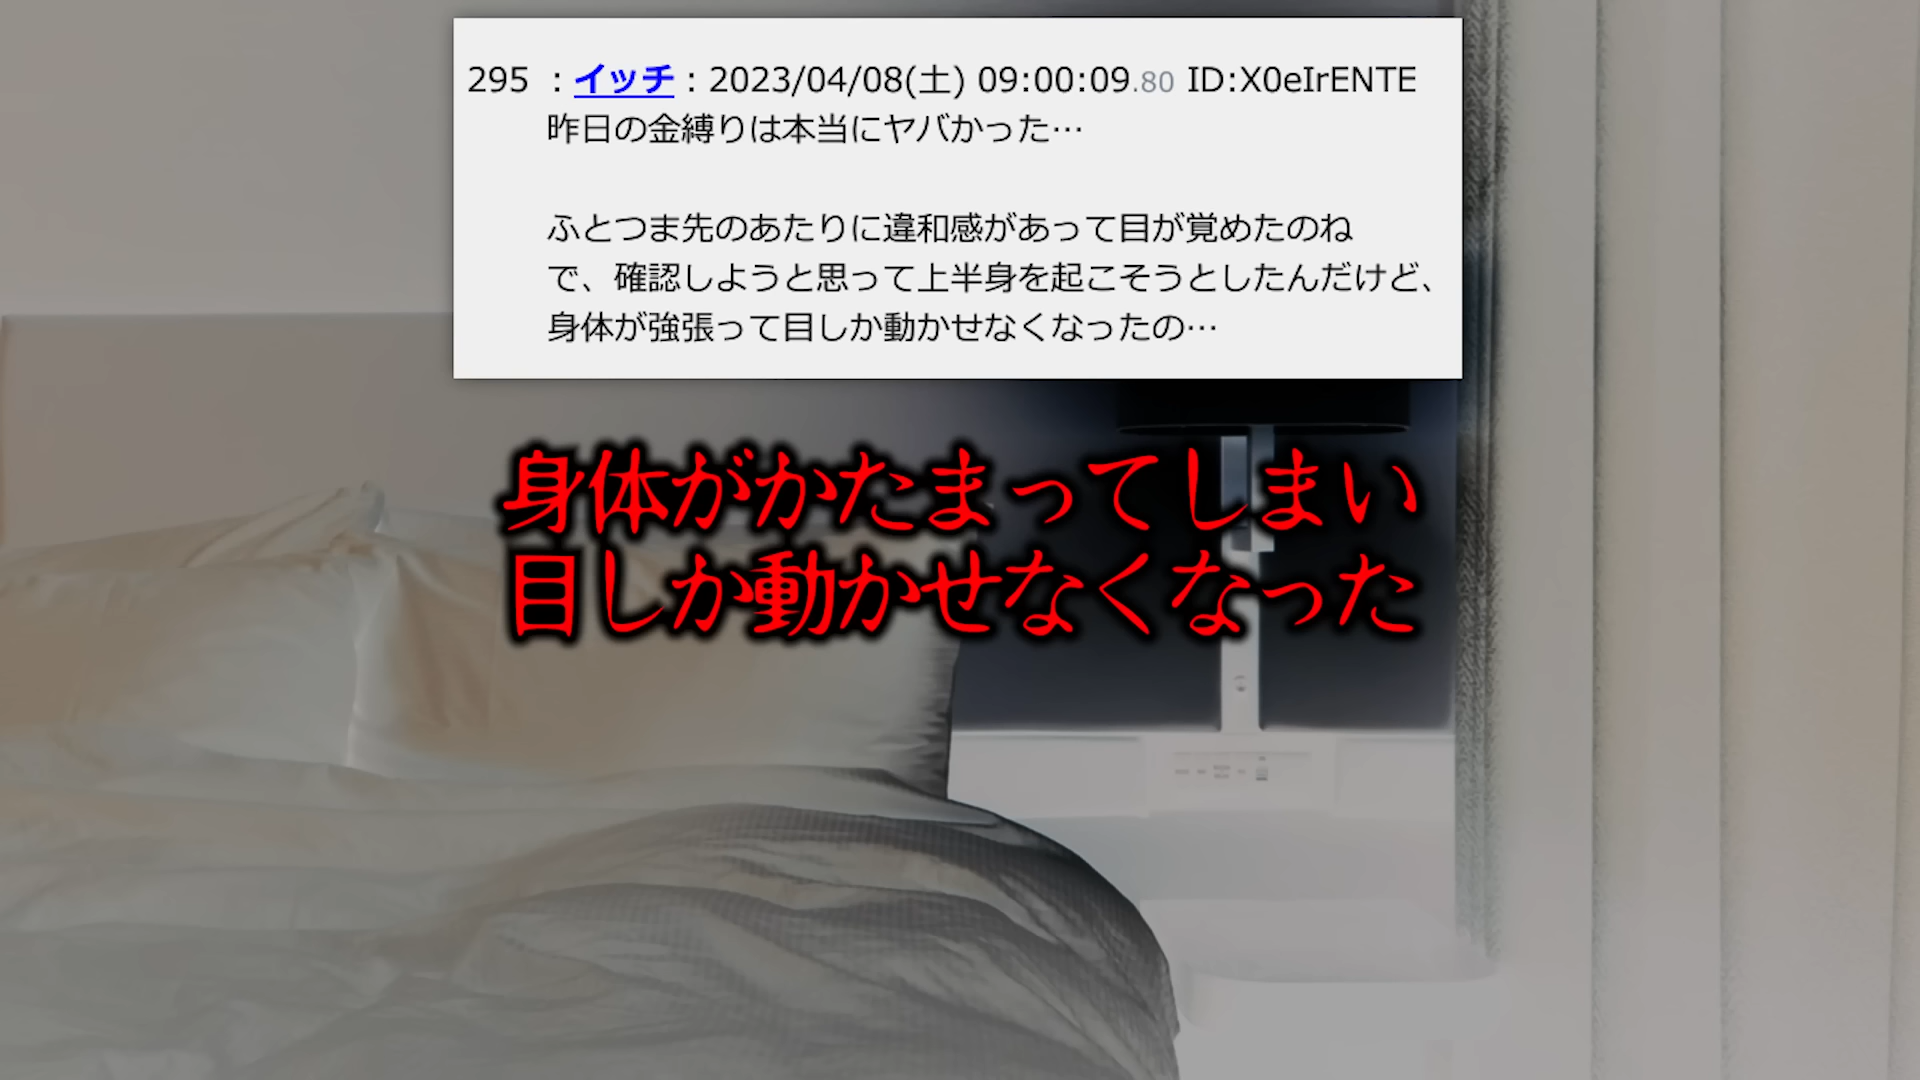 295 ：イッチ：2023/04/08(土) 09:00:09.80 ID:X0eIrENTE
昨日の金縛りは本当にヤバかった…
ふとつま先のあたりに違和感があって目が覚めたのね
で、確認しようと思って上半身を起こそうとしたんだけど、
身体が強張って目しか動かせなくなったの…
身体がかたまってしまい
目しか動かせなくなった